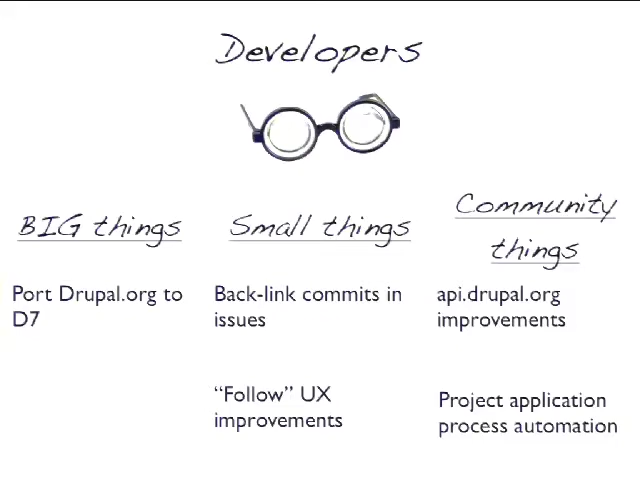 Developers
BIG things
Port Drupal.org to
D7
Small things
Back-link commits in
issues
“Follow” UX
improvements
Community
things
api.drupal.org
improvements
Project application
process automation